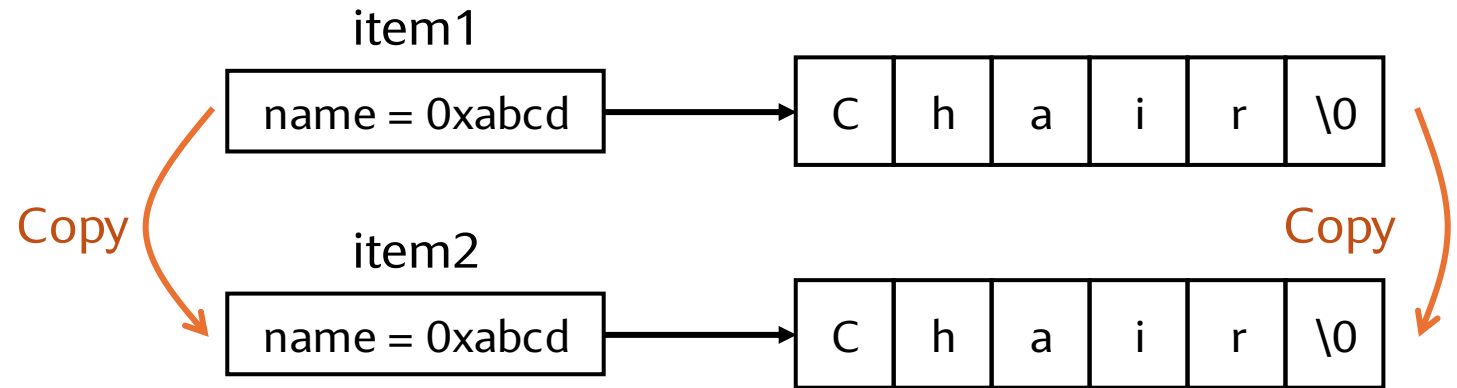 item1
name = 0xabcd
C h a i r \0
Copy
Copy
item2
name = 0xabcd
C h a i r \0